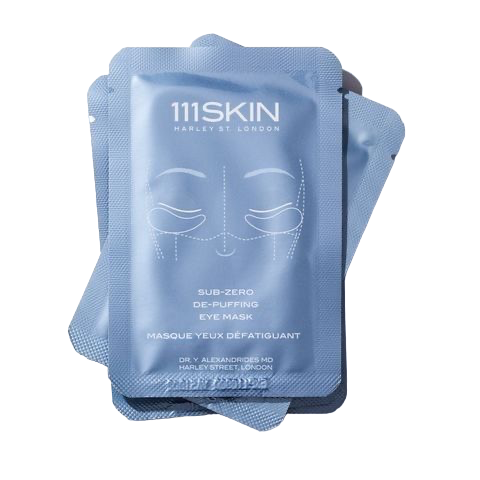 111SKIN
HARLEY ST. LONDON
SUB-ZERO
DE-PUFFING
EYE MASK
MASQUE YEUX DÉFATIGUANT
DR. Y. ALEXANDRIDES MD
HARLEY STREET, LONDON